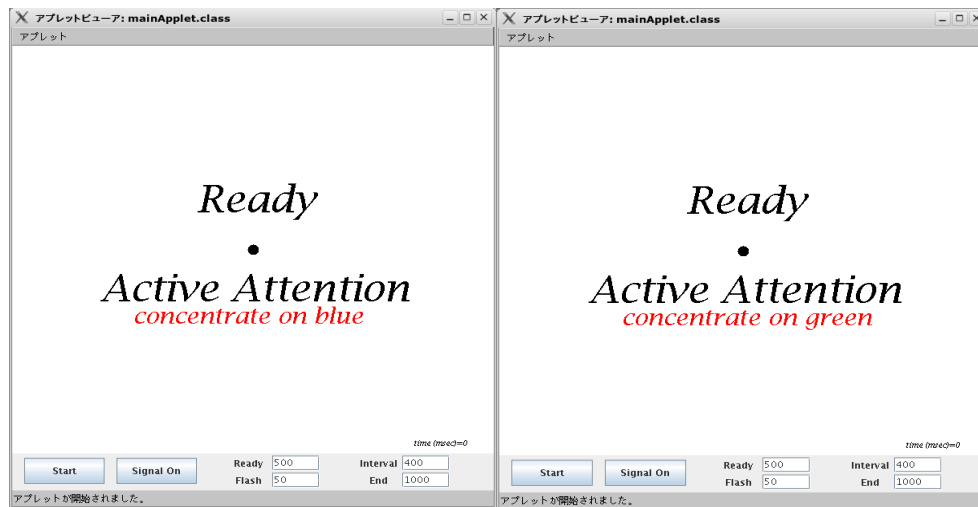 アプレットビューア: mainApplet.class
アプレット
Ready
Active Attention
concentrate on blue
time (msec)=0
Start
Signal On
Ready 500
Interval 400
Flash 50
End 1000
アプレットが開始されました。
アプレットビューア: mainApplet.class
アプレット
Ready
Active Attention
concentrate on green
time (msec)=0
Start
Signal On
Ready 500
Interval 400
Flash 50
End 1000
アプレットが開始されました。